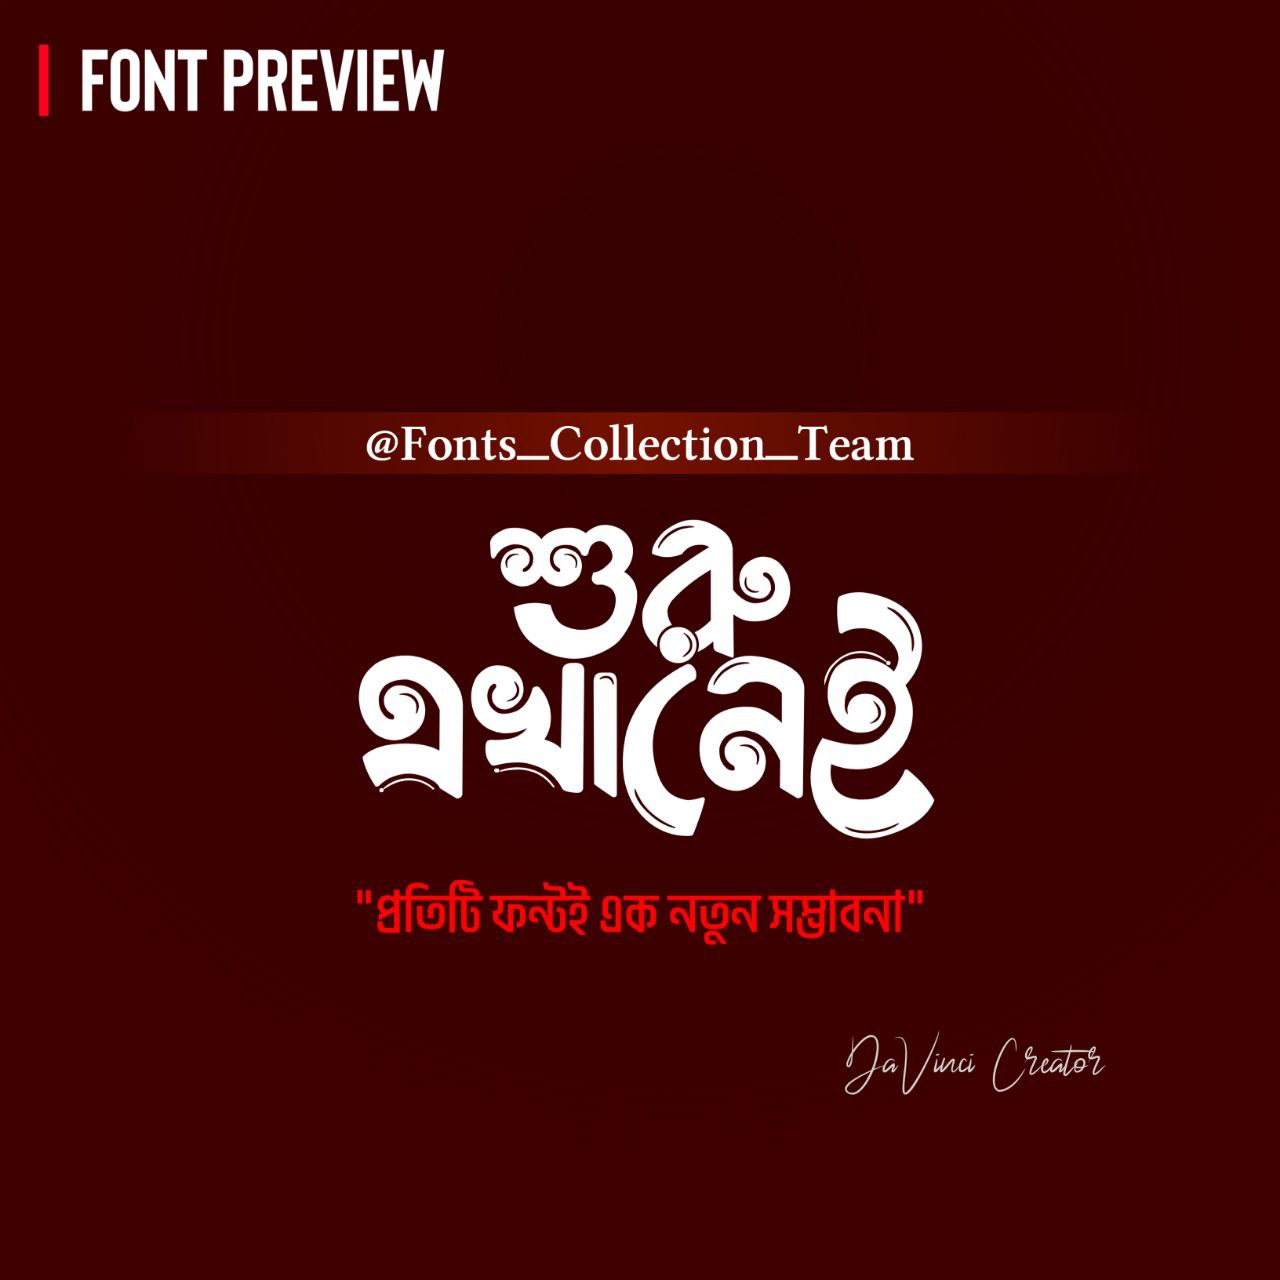 FONT PREVIEW
@Fonts_Collection_Team
শুরু
এখানেই
"প্রতিটি ফন্টই এক নতুন সম্ভাবনা"
DaVinci Creator